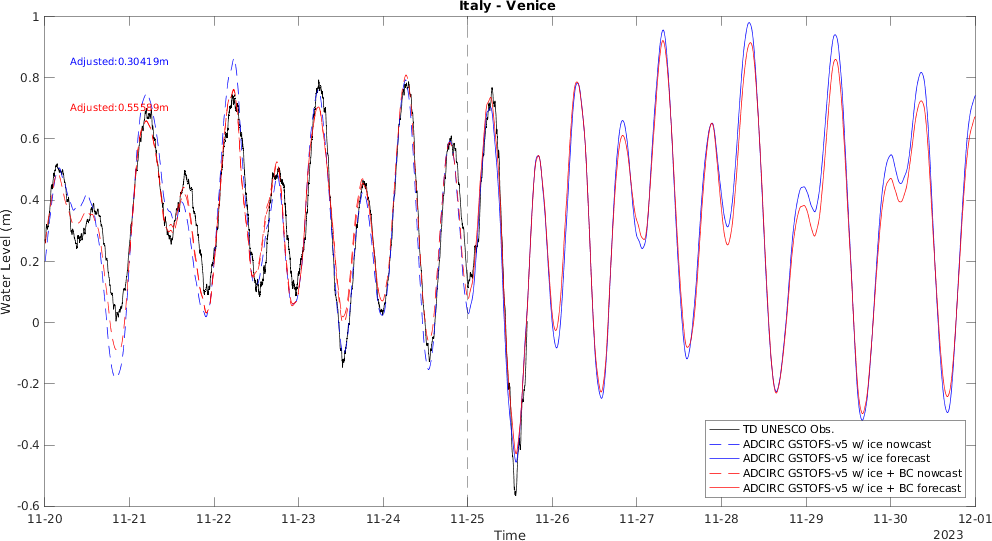 Italy - Venice
Adjusted:0.30419m
Adjusted:0.55589m
Water Level (m)
1
0.8
0.6
0.4
0.2
0
-0.2
-0.4
-0.6
TD UNESCO Obs.
ADCIRC GSTOFS-v5 w/ ice nowcast
ADCIRC GSTOFS-v5 w/ ice forecast
ADCIRC GSTOFS-v5 w/ ice + BC nowcast
ADCIRC GSTOFS-v5 w/ ice + BC forecast
11-20 11-21 11-22 11-23 11-24 11-25 11-26 11-27 11-28 11-29 11-30 12-01
Time
2023